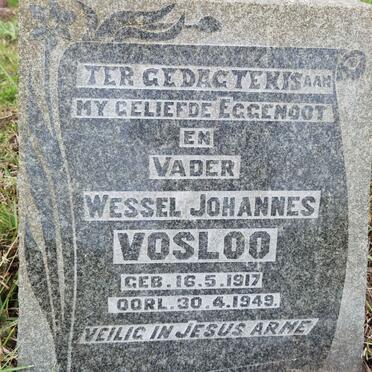 TER GEDAGTENIS AAN
MY GELIEFDE EGGENOOT
EN
VADER
WESSEL JOHANNES
VOSLOO
GEB. 16.5.1917
OORL. 30.4.1949.
VEILIG IN JESUS ARME